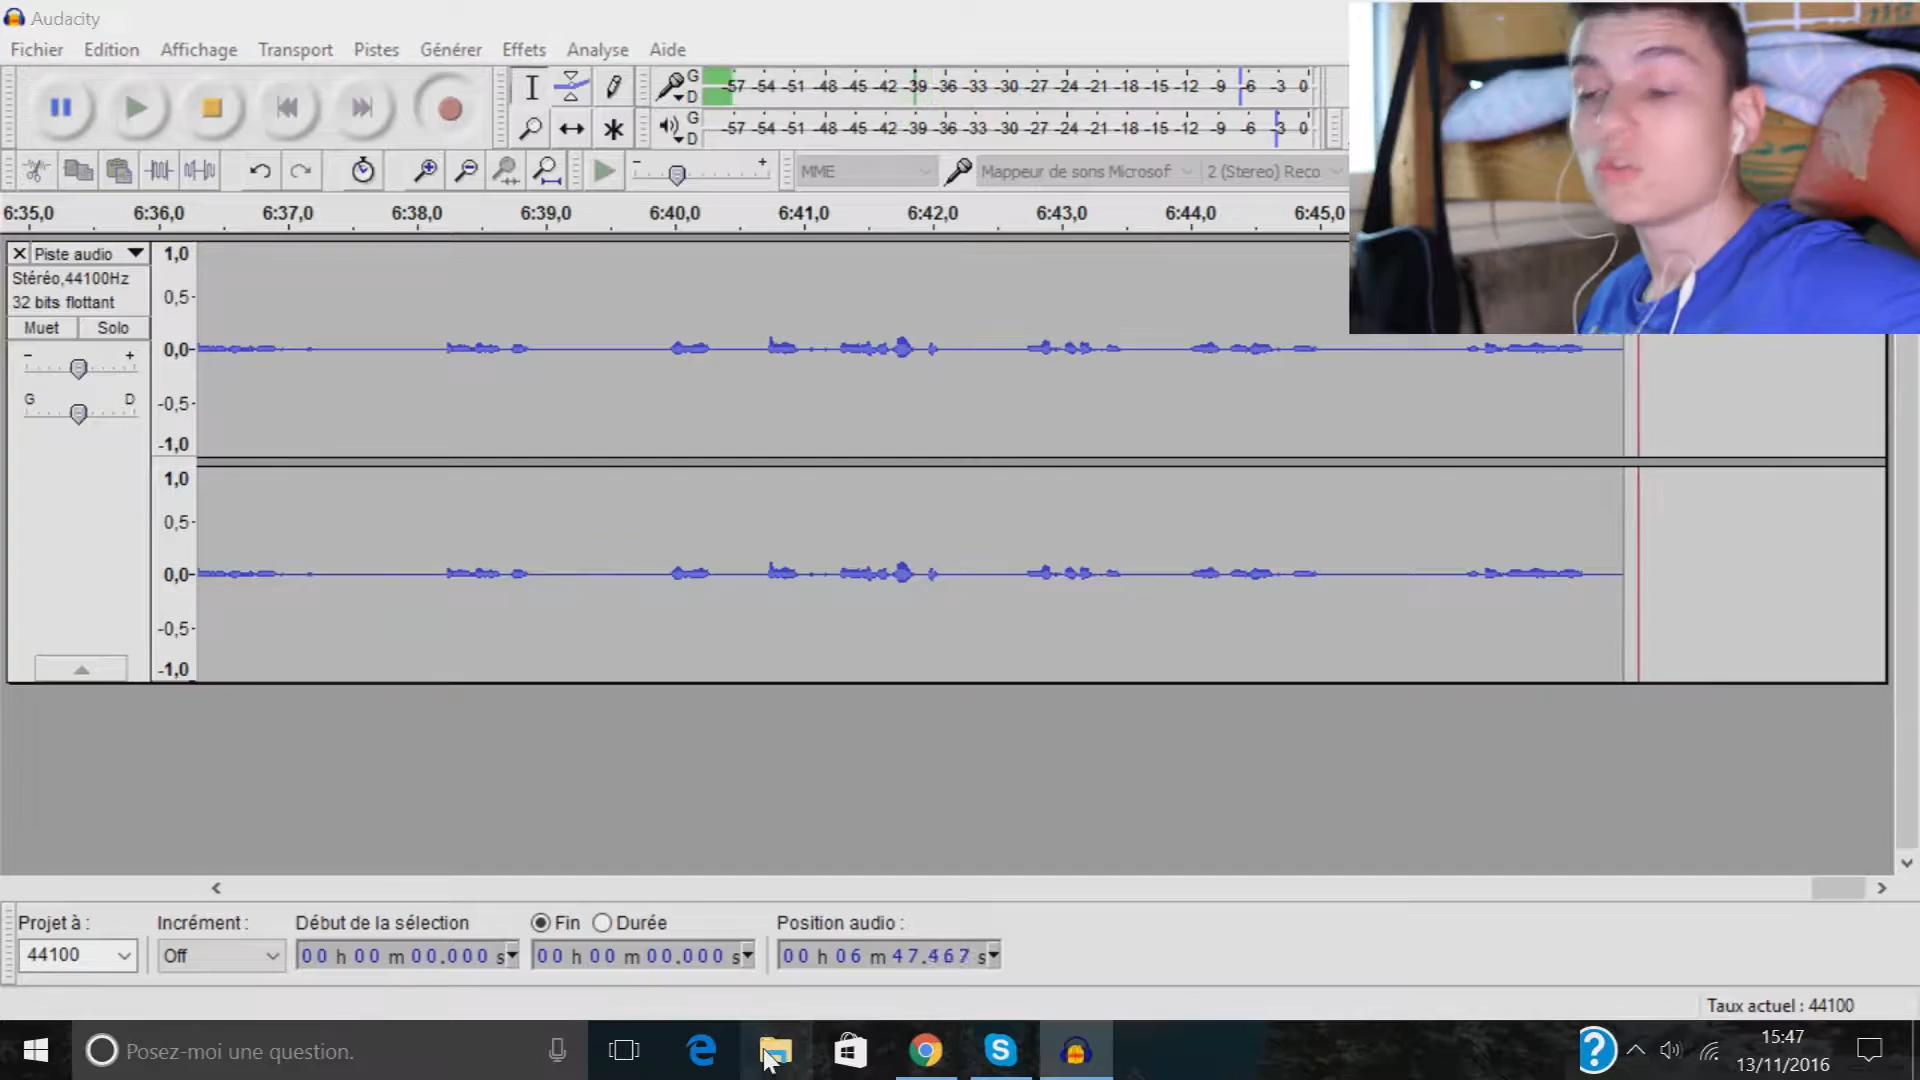 Audacity
Fichier Edition Affichage Transport Pistes Générer Effets Analyse Aide
G
D
-57 -54 -51 -48 -45 -42 -39 -36 -33 -30 -27 -24 -21 -18 -15 -12 -9 -6 -3 0
G
D
-57 -54 -51 -48 -45 -42 -39 -36 -33 -30 -27 -24 -21 -18 -15 -12 -9 -6 -3 0
- + MME Mappeur de sons Microsof 2 (Stereo) Reco
6:35,0 6:36,0 6:37,0 6:38,0 6:39,0 6:40,0 6:41,0 6:42,0 6:43,0 6:44,0 6:45,0
Piste audio 1,0
Stéréo,44100Hz
32 bits flottant 0,5-
Muet Solo
- + 0,0-
G D -0,5-
-1,0
1,0
0,5-
0,0-
-0,5-
-1,0
Projet à : Incrément : Début de la sélection Fin Durée Position audio :
44100 Off 00 h 00 m 00.000 s 00 h 00 m 00.000 s 00 h 06 m 47.467 s
Taux actuel : 44100
Posez-moi une question.
15:47
13/11/2016